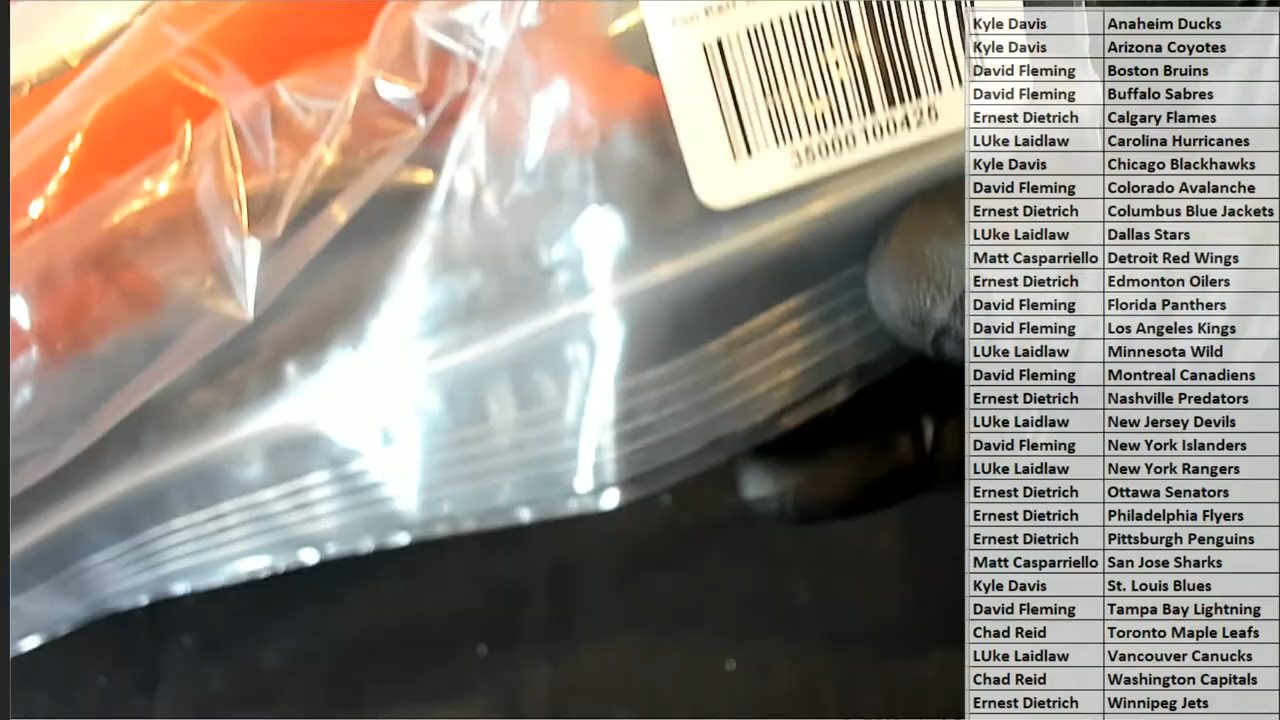 35000100426
Kyle Davis Anaheim Ducks
Kyle Davis Arizona Coyotes
David Fleming Boston Bruins
David Fleming Buffalo Sabres
Ernest Dietrich Calgary Flames
LUke Laidlaw Carolina Hurricanes
Kyle Davis Chicago Blackhawks
David Fleming Colorado Avalanche
Ernest Dietrich Columbus Blue Jackets
LUke Laidlaw Dallas Stars
Matt Casparriello Detroit Red Wings
Ernest Dietrich Edmonton Oilers
David Fleming Florida Panthers
David Fleming Los Angeles Kings
LUke Laidlaw Minnesota Wild
David Fleming Montreal Canadiens
Ernest Dietrich Nashville Predators
LUke Laidlaw New Jersey Devils
David Fleming New York Islanders
LUke Laidlaw New York Rangers
Ernest Dietrich Ottawa Senators
Ernest Dietrich Philadelphia Flyers
Ernest Dietrich Pittsburgh Penguins
Matt Casparriello San Jose Sharks
Kyle Davis St. Louis Blues
David Fleming Tampa Bay Lightning
Chad Reid Toronto Maple Leafs
LUke Laidlaw Vancouver Canucks
Chad Reid Washington Capitals
Ernest Dietrich Winnipeg Jets